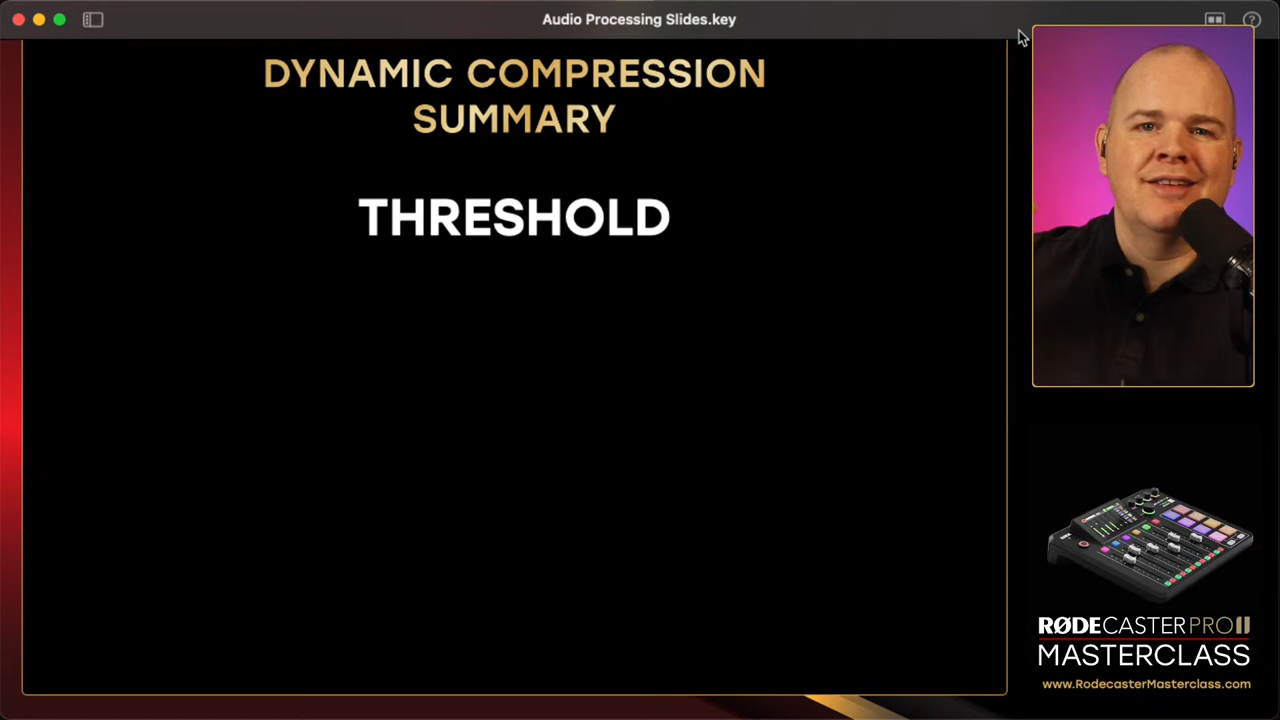 Audio Processing Slides.key
DYNAMIC COMPRESSION
SUMMARY
THRESHOLD
RØDECASTER PRO II
MASTERCLASS
www.RodecasterMasterclass.com